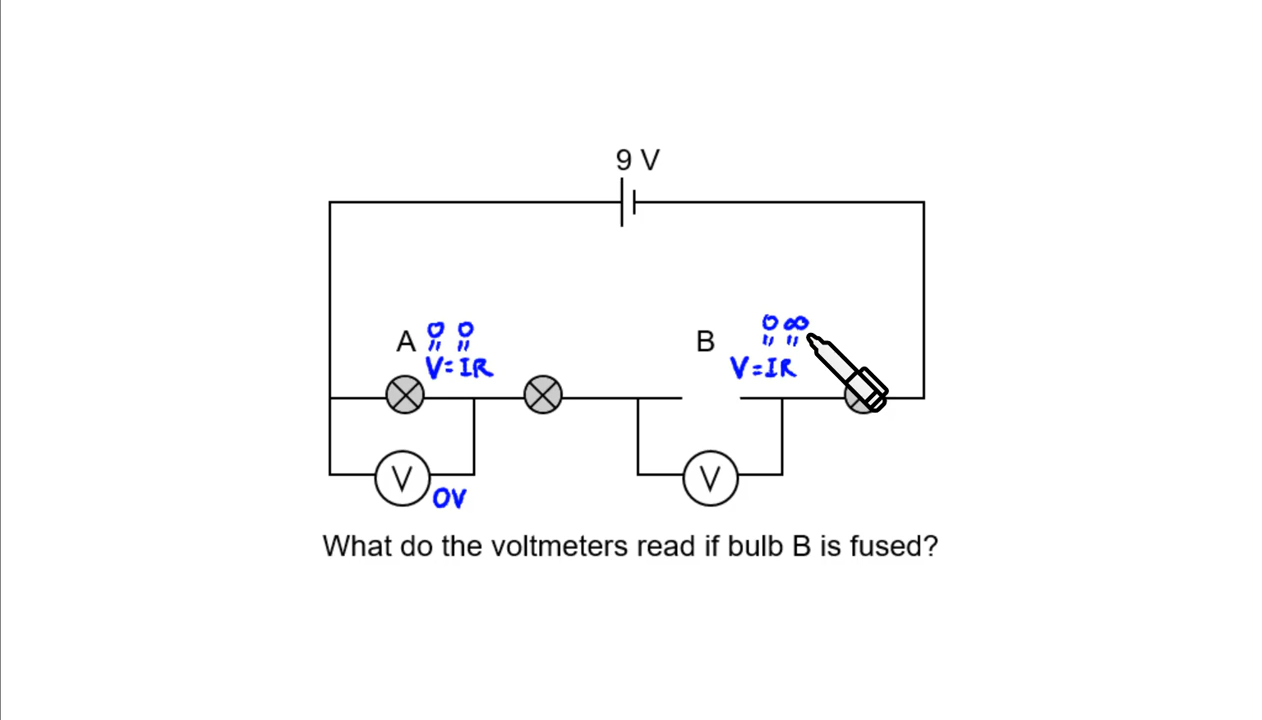 9 V
A
0 0
" "
V=IR
B
0 ∞
" "
V=IR
V
0V
V
What do the voltmeters read if bulb B is fused?